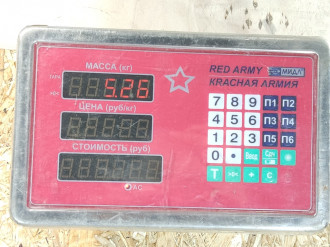 МАССА (кг)
RED ARMY МИДЛ
5.26
КРАСНАЯ АРМИЯ
ЦЕНА (руб/кг)
7 8 9 П1 П2
4 5 6 П3 П4
1 2 3 П5 П6
СТОИМОСТЬ (руб)
0 •
T + C
AC